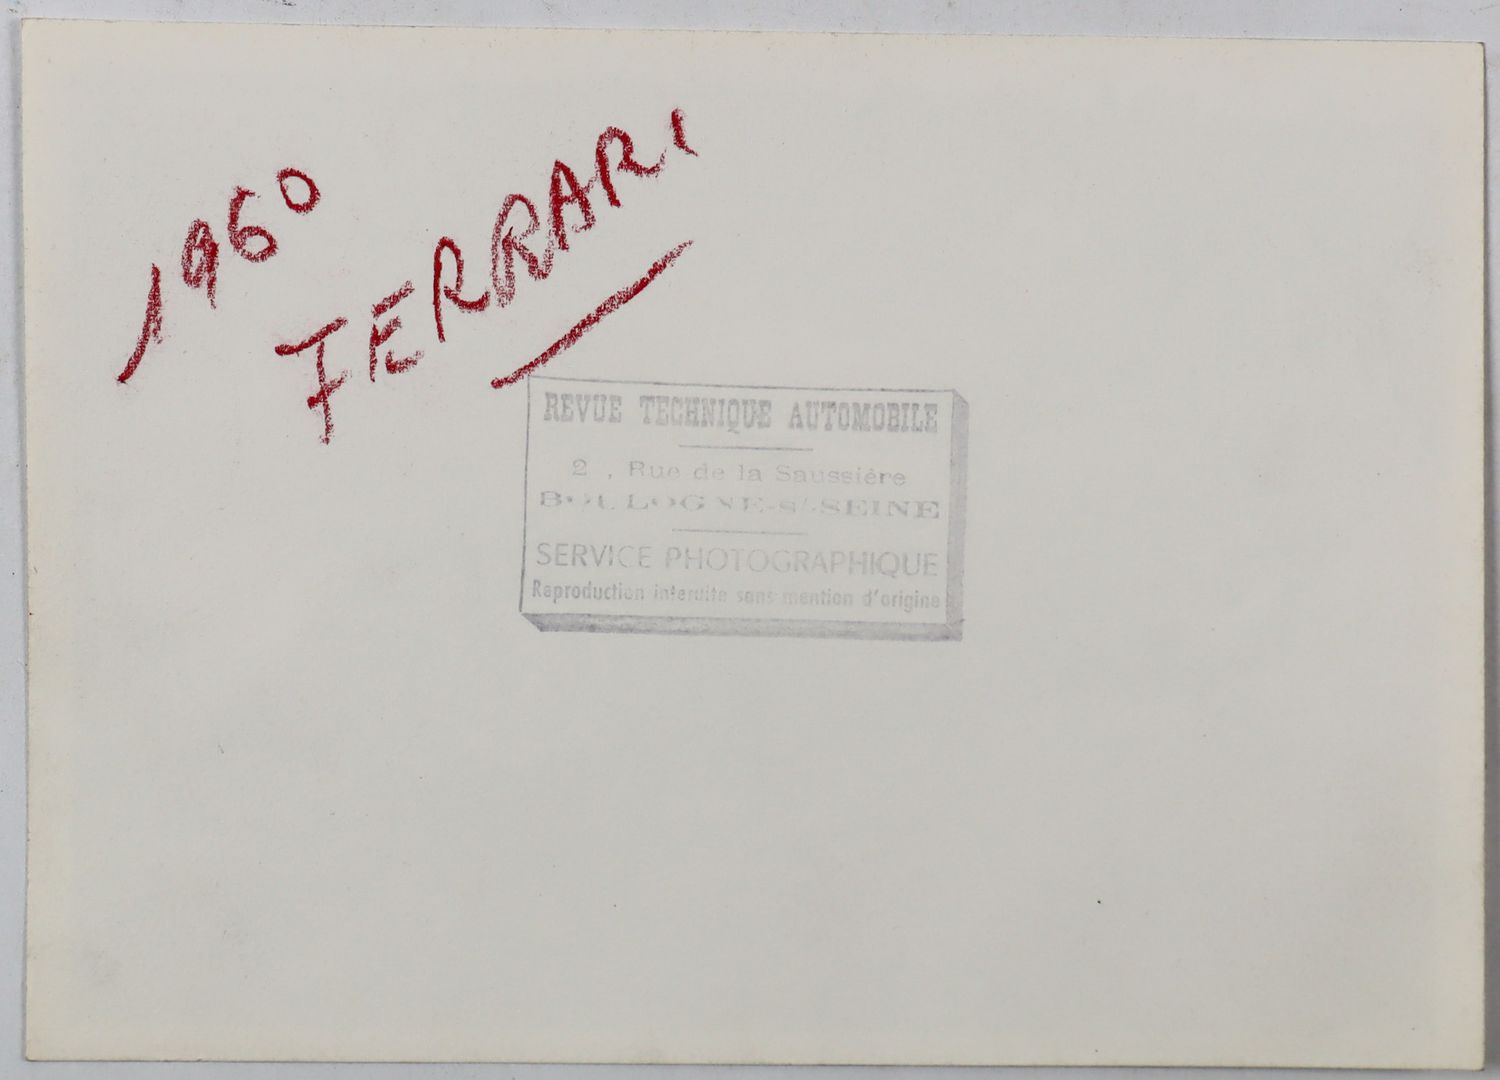 1960
FERRARI
REVUE TECHNIQUE AUTOMOBILE
2, Rue de la Saussière
BOULOGNE-s/-SEINE
SERVICE PHOTOGRAPHIQUE
Reproduction interdite sans mention d'origine